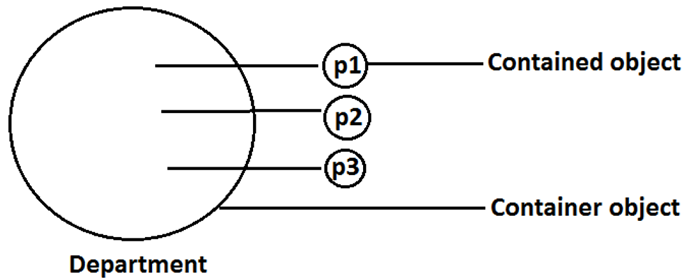 p1
Contained object
p2
p3
Container object
Department